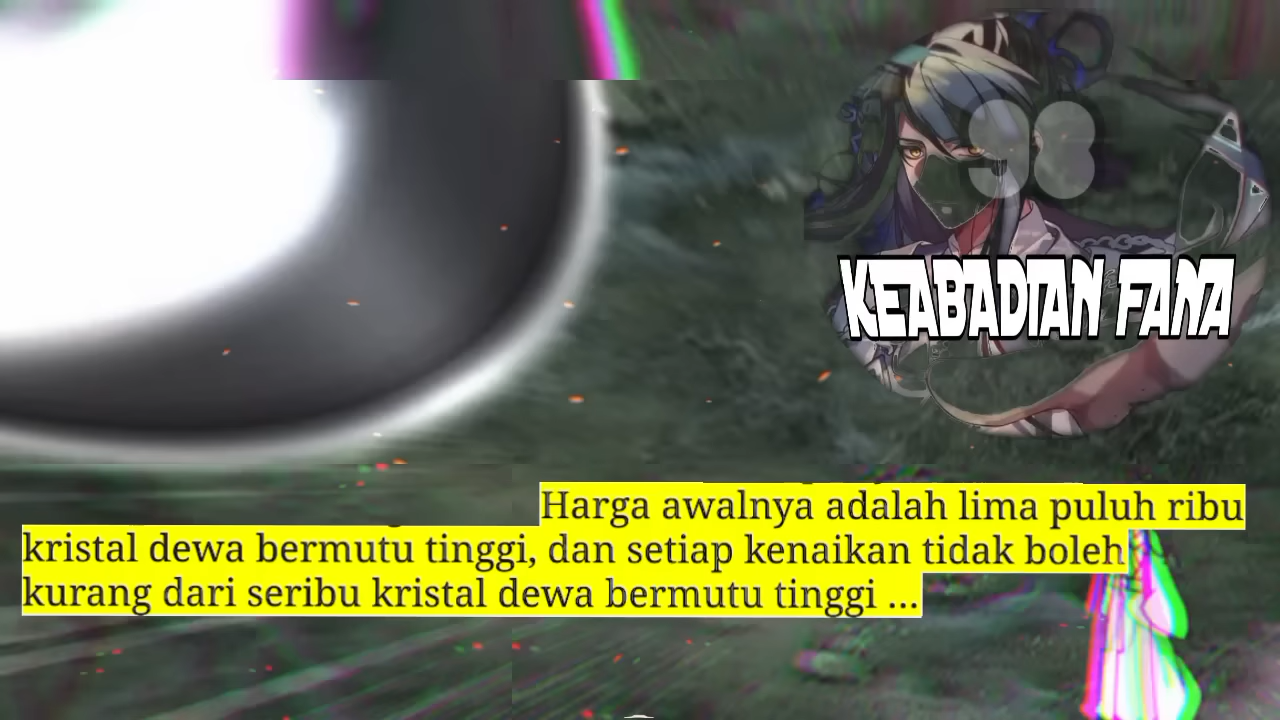 98
KEABADIAN FANA
Harga awalnya adalah lima puluh ribu
kristal dewa bermutu tinggi, dan setiap kenaikan tidak boleh
kurang dari seribu kristal dewa bermutu tinggi ...